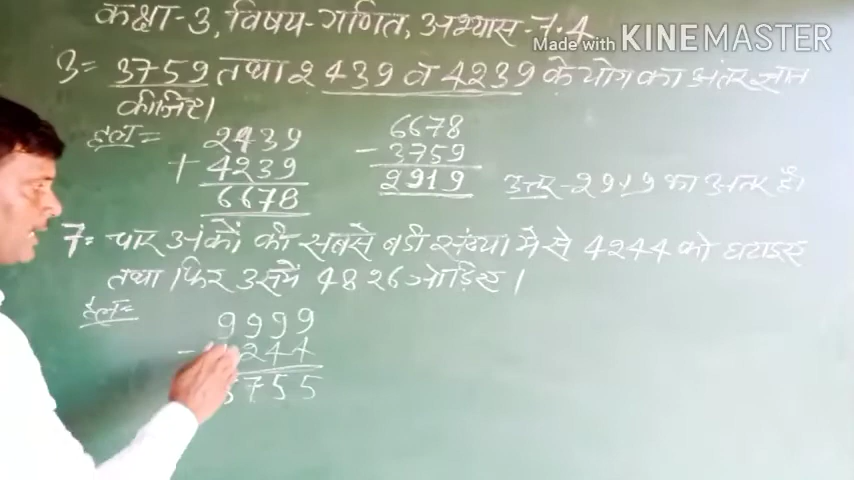 कक्षा-3, विषय-गणित, अभ्यास-7.4
Made with KINEMASTER
3= 3759 तथा 2439 व 4239 के योग का अंतर ज्ञात
कीजिए।
हल= 2439
+ 4239
6678
6678
- 3759
2919
उत्तर-2919 का अन्तर है।
7= चार अंकों की सबसे बडी संख्या मे से 4244 को घटाइए
तथा फिर उसमें 4826 जोड़िए।
हल=
9999
- 244
755